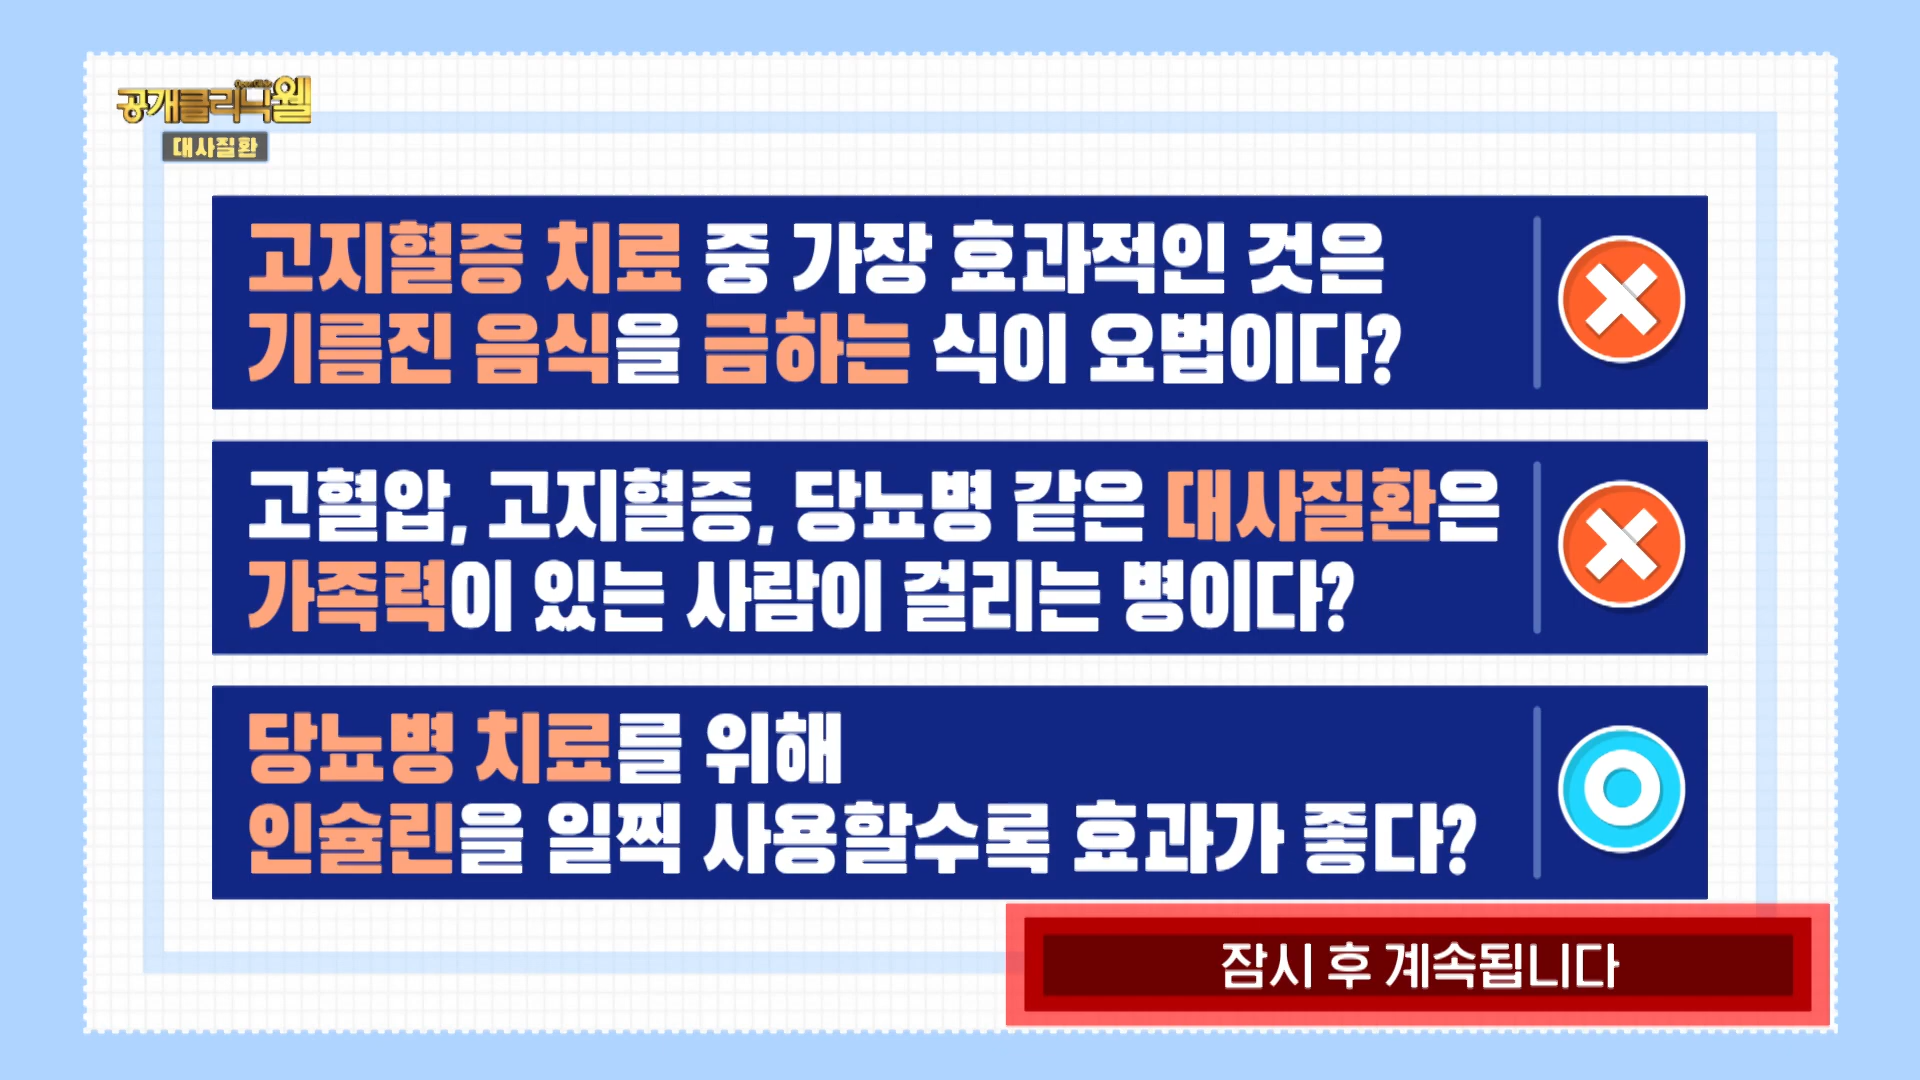 공개클리닉웰
대사질환
고지혈증 치료 중 가장 효과적인 것은
기름진 음식을 금하는 식이 요법이다?
고혈압, 고지혈증, 당뇨병 같은 대사질환은
가족력이 있는 사람이 걸리는 병이다?
당뇨병 치료를 위해
인슐린을 일찍 사용할수록 효과가 좋다?
잠시 후 계속됩니다